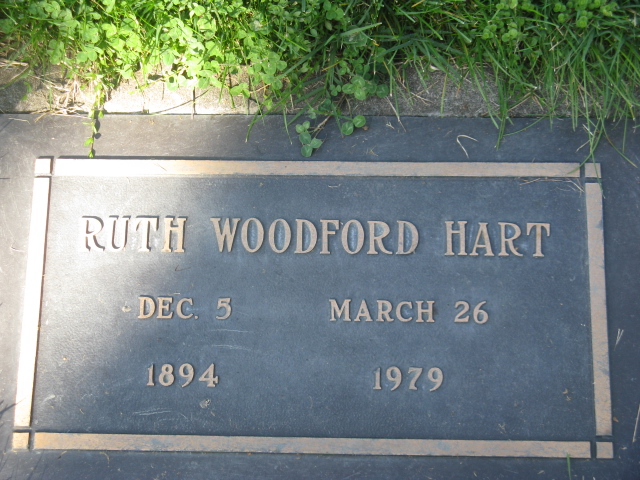 RUTH WOODFORD HART
DEC. 5 MARCH 26
1894 1979